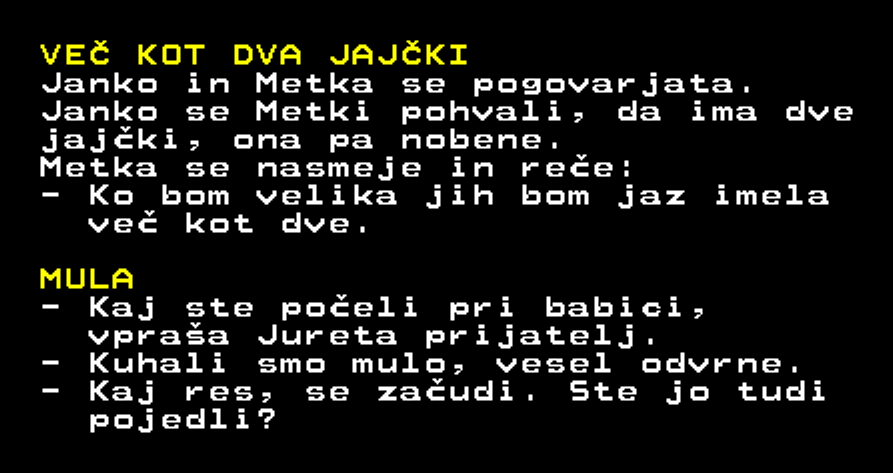 VEČ KOT DVA JAJČKI
Janko in Metka se pogovarjata.
Janko se Metki pohvali, da ima dve
jajčki, ona pa nobene.
Metka se nasmeje in reče:
- Ko bom velika jih bom jaz imela
več kot dve.
MULA
- Kaj ste počeli pri babici,
vpraša Jureta prijatelj.
- Kuhali smo mulo, vesel odvrne.
- Kaj res, se začudi. Ste jo tudi
pojedli?